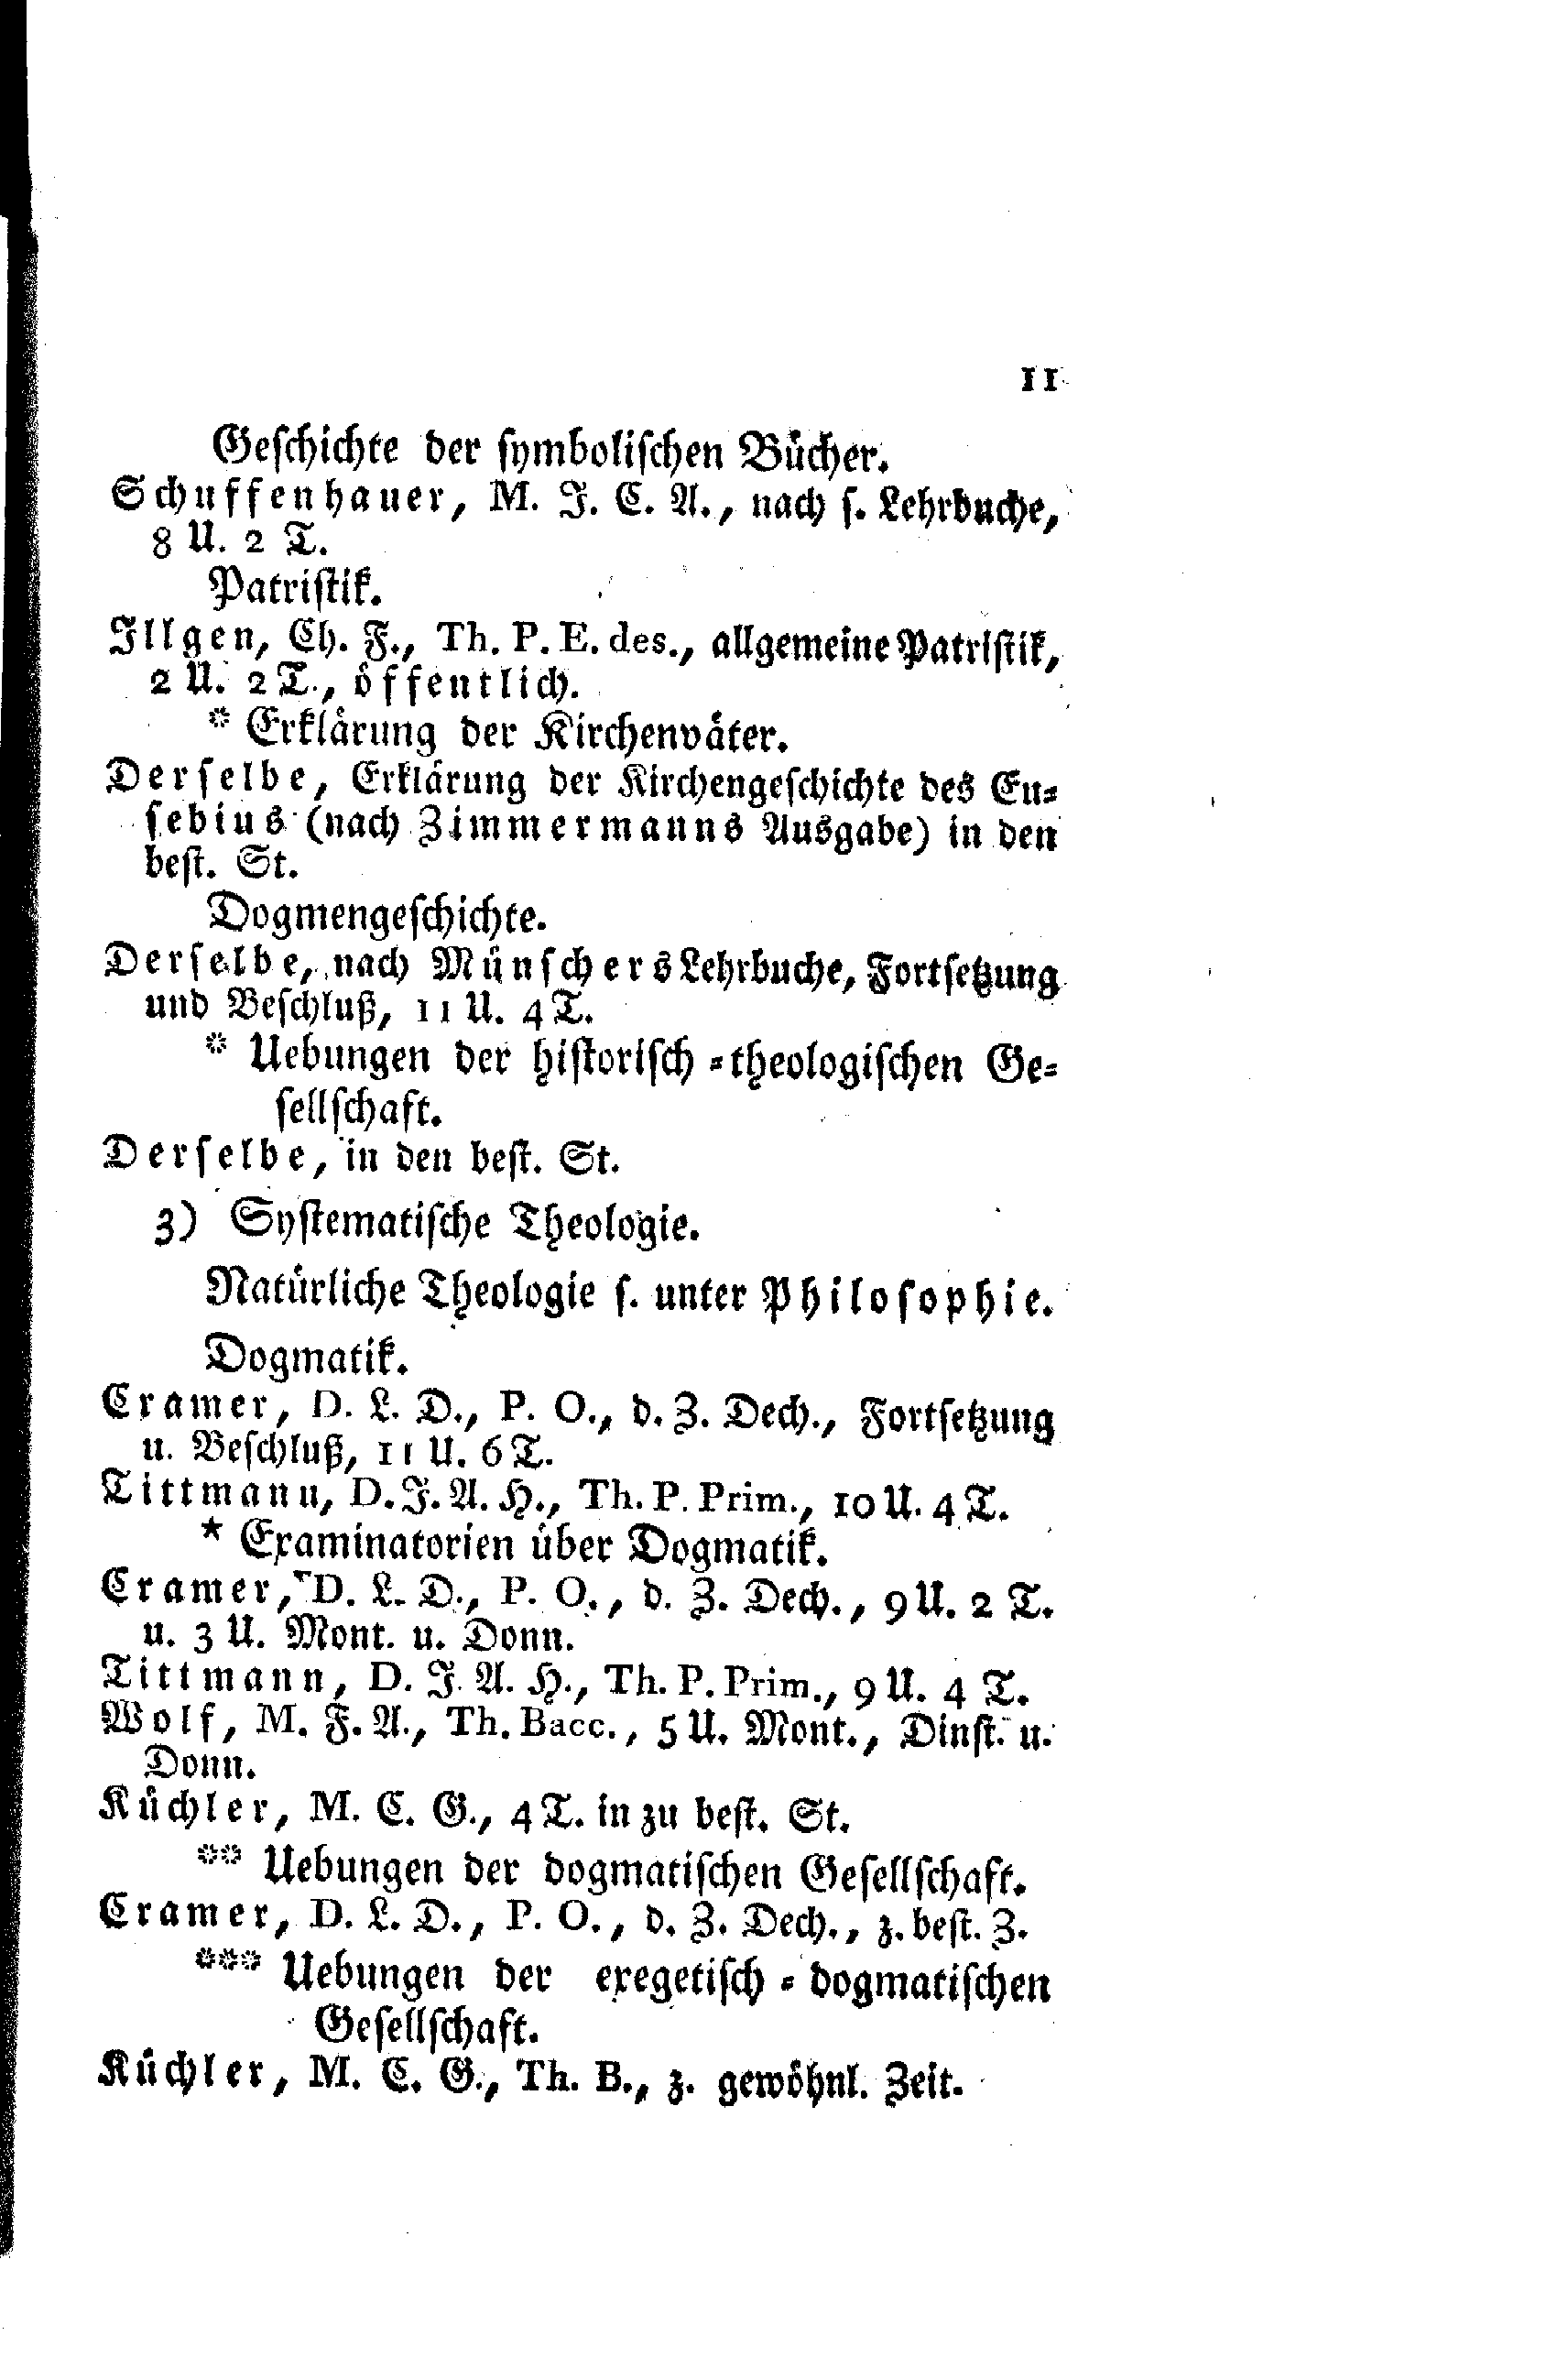 11
Geschichte der symbolischen Bücher.
Schuffenhauer, M. J. C. A., nach s. Lehrbuche,
8 U. 2 T.
Patristik.
Illgen, Ch. F., Th. P. E. des., allgemeine Patristik,
2 U. 2 T., öffentlich.
* Erklärung der Kirchenväter.
Derselbe, Erklärung der Kirchengeschichte des Eu-
sebius (nach Zimmermanns Ausgabe) in den
best. St.
Dogmengeschichte.
Derselbe, nach Münschers Lehrbuche, Fortsetzung
und Beschluß, 11 U. 4 T.
* Uebungen der historisch-theologischen Ge-
sellschaft.
Derselbe, in den best. St.
3) Systematische Theologie.
Natürliche Theologie s. unter Philosophie.
Dogmatik.
Cramer, D. L. D., P. O., d. Z. Dech., Fortsetzung
u. Beschluß, 11 U. 6 T.
Tittmann, D. J. A. H., Th. P. Prim., 10 U. 4 T.
* Examinatorien über Dogmatik.
Cramer, D. L. D., P. O., d. Z. Dech., 9 U. 2 T.
u. 3 U. Mont. u. Donn.
Tittmann, D. J. A. H., Th. P. Prim., 9 U. 4 T.
Wolf, M. F. A., Th. Bacc., 5 U. Mont., Dinst. u.
Donn.
Küchler, M. C. G., 4 T. in zu best. St.
** Uebungen der dogmatischen Gesellschaft.
Cramer, D. L. D., P. O., d. Z. Dech., z. best. Z.
*** Uebungen der exegetisch-dogmatischen
Gesellschaft.
Küchler, M. C. G., Th. B., z. gewöhnl. Zeit.